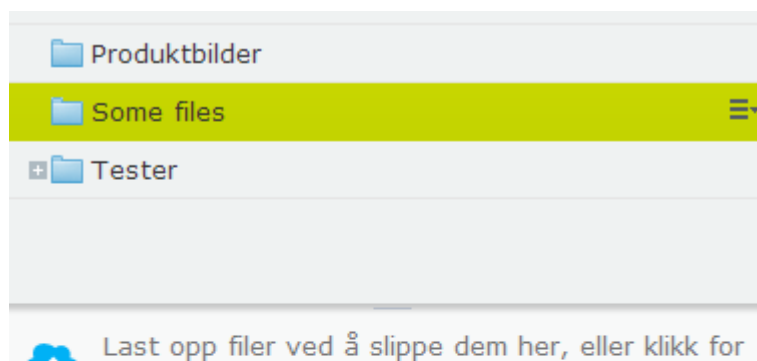 Produktbilder
Some files
Tester
Last opp filer ved å slippe dem her, eller klikk for